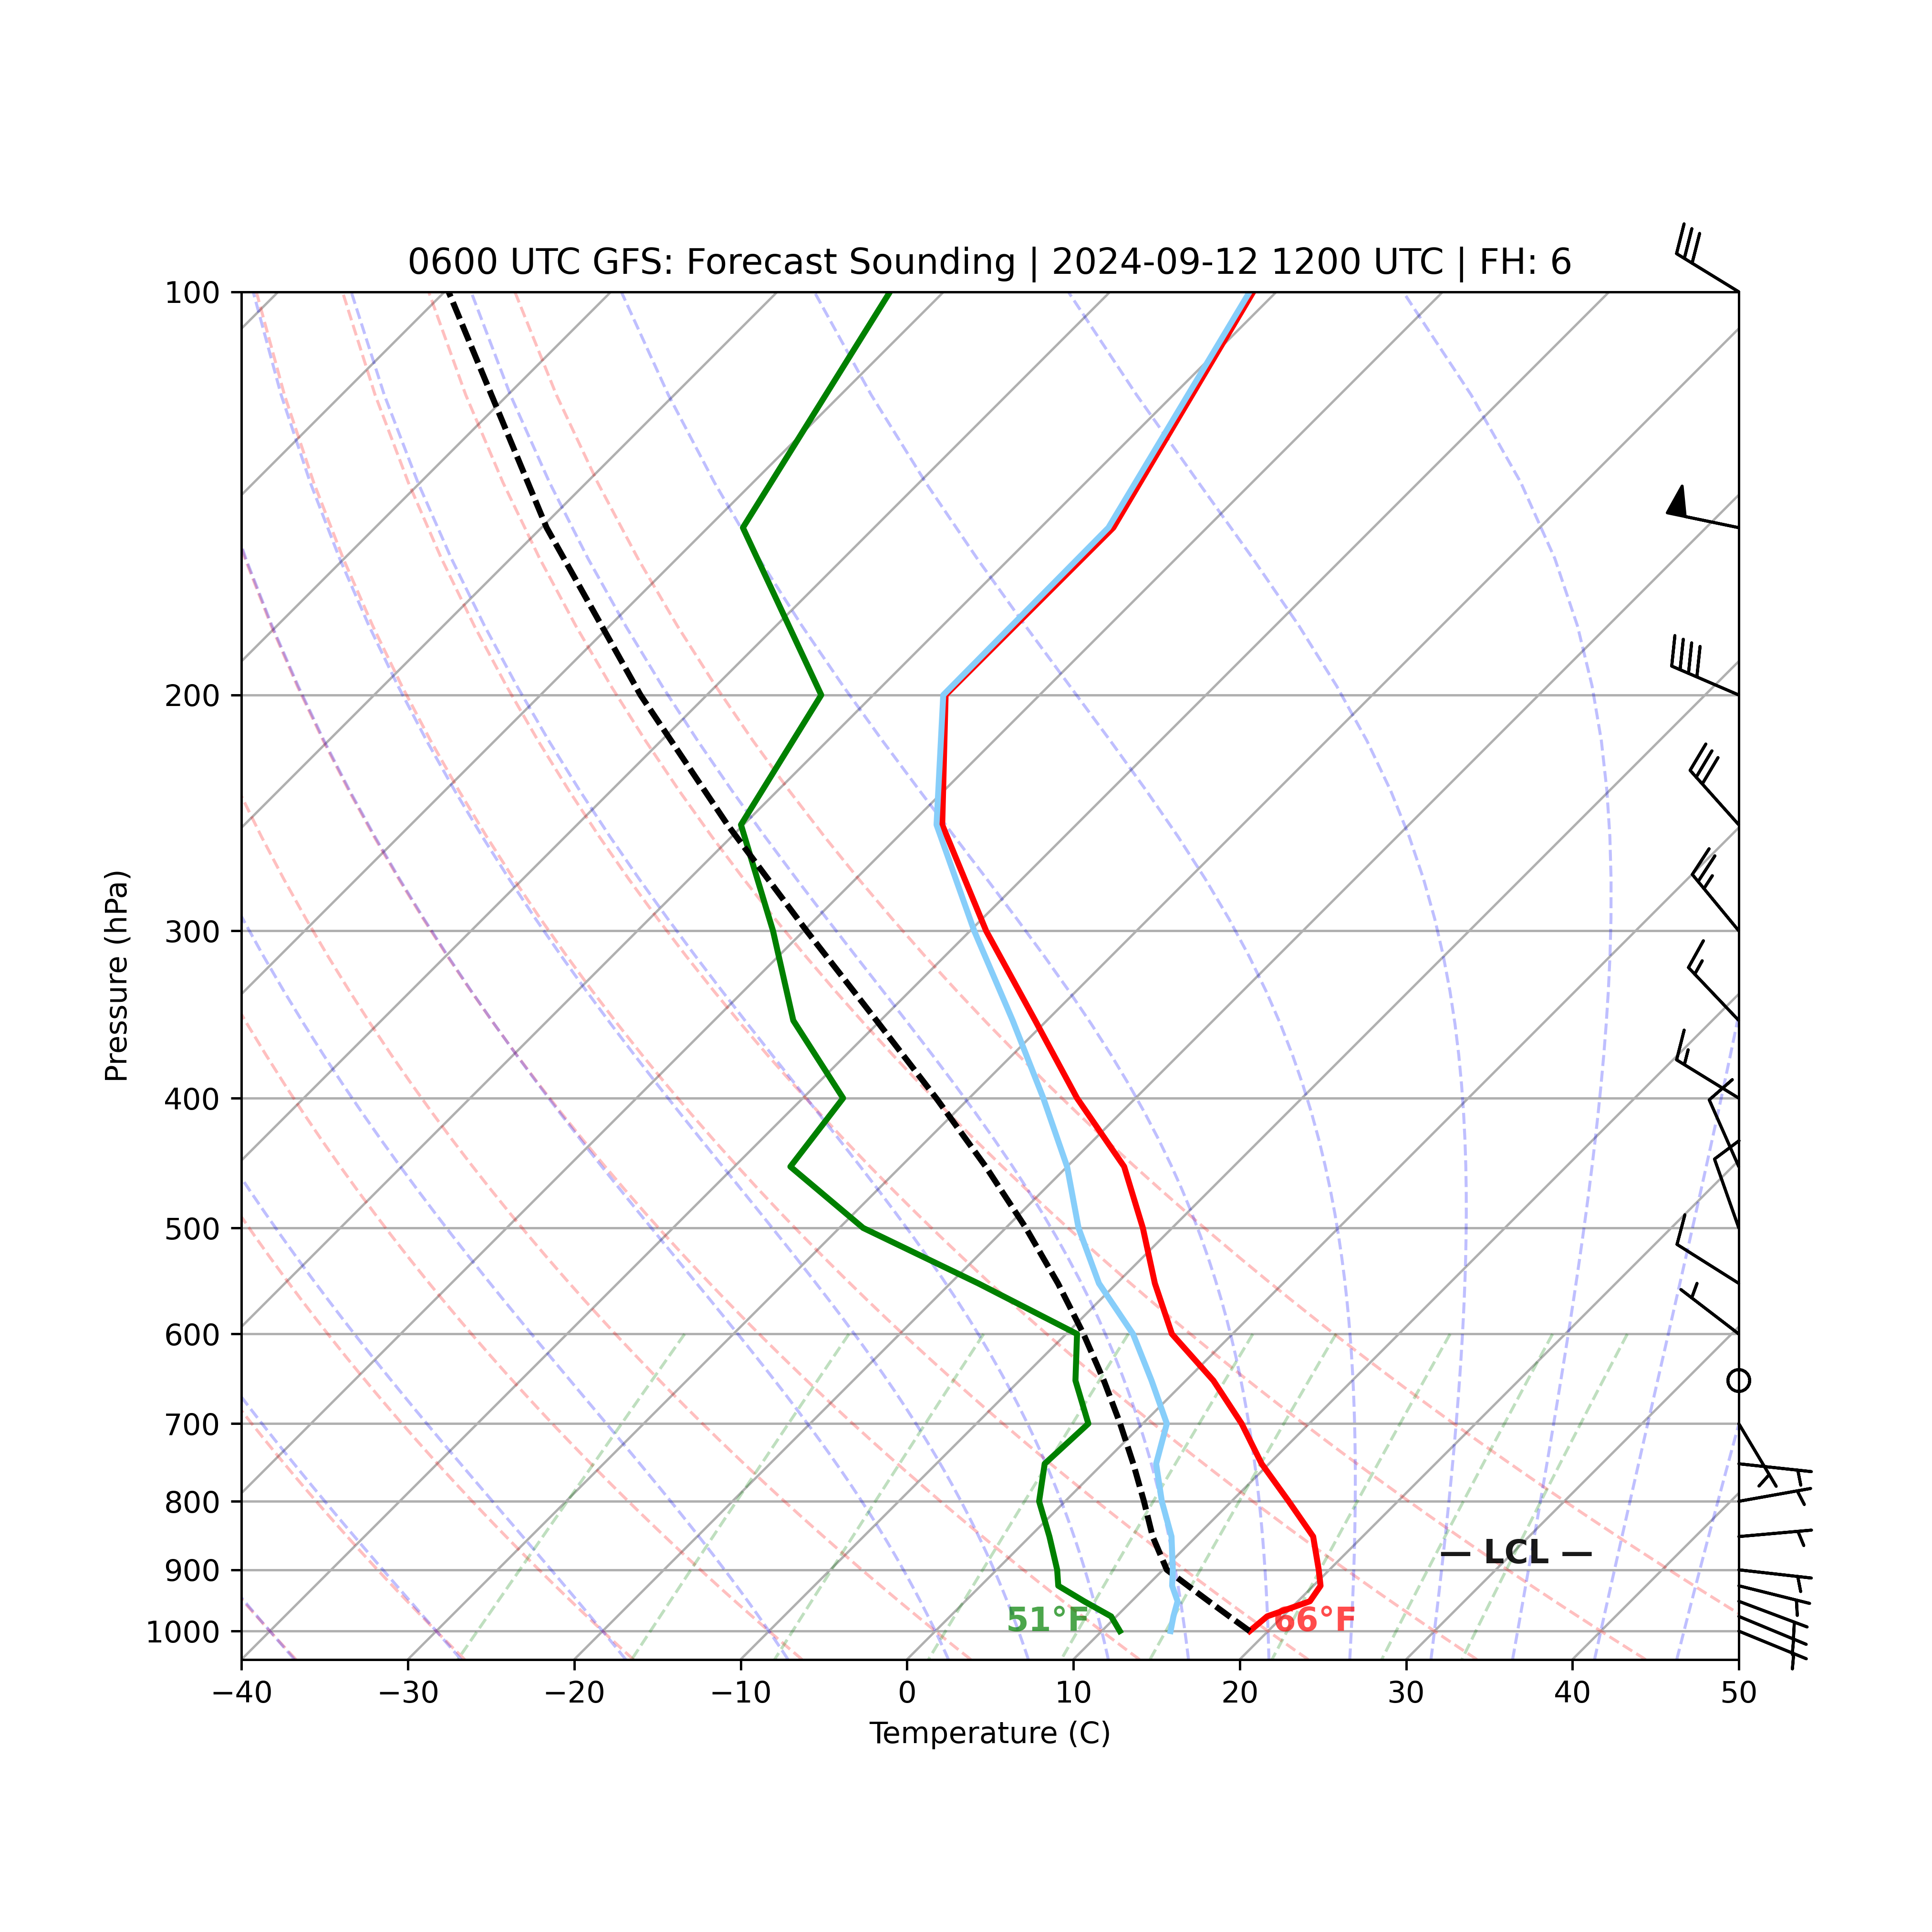 0600 UTC GFS: Forecast Sounding | 2024-09-12 1200 UTC | FH: 6
100
200
300
400
500
600
700
800
900
1000
Pressure (hPa)
— LCL —
51°F
66°F
−40 −30 −20 −10 0 10 20 30 40 50
Temperature (C)